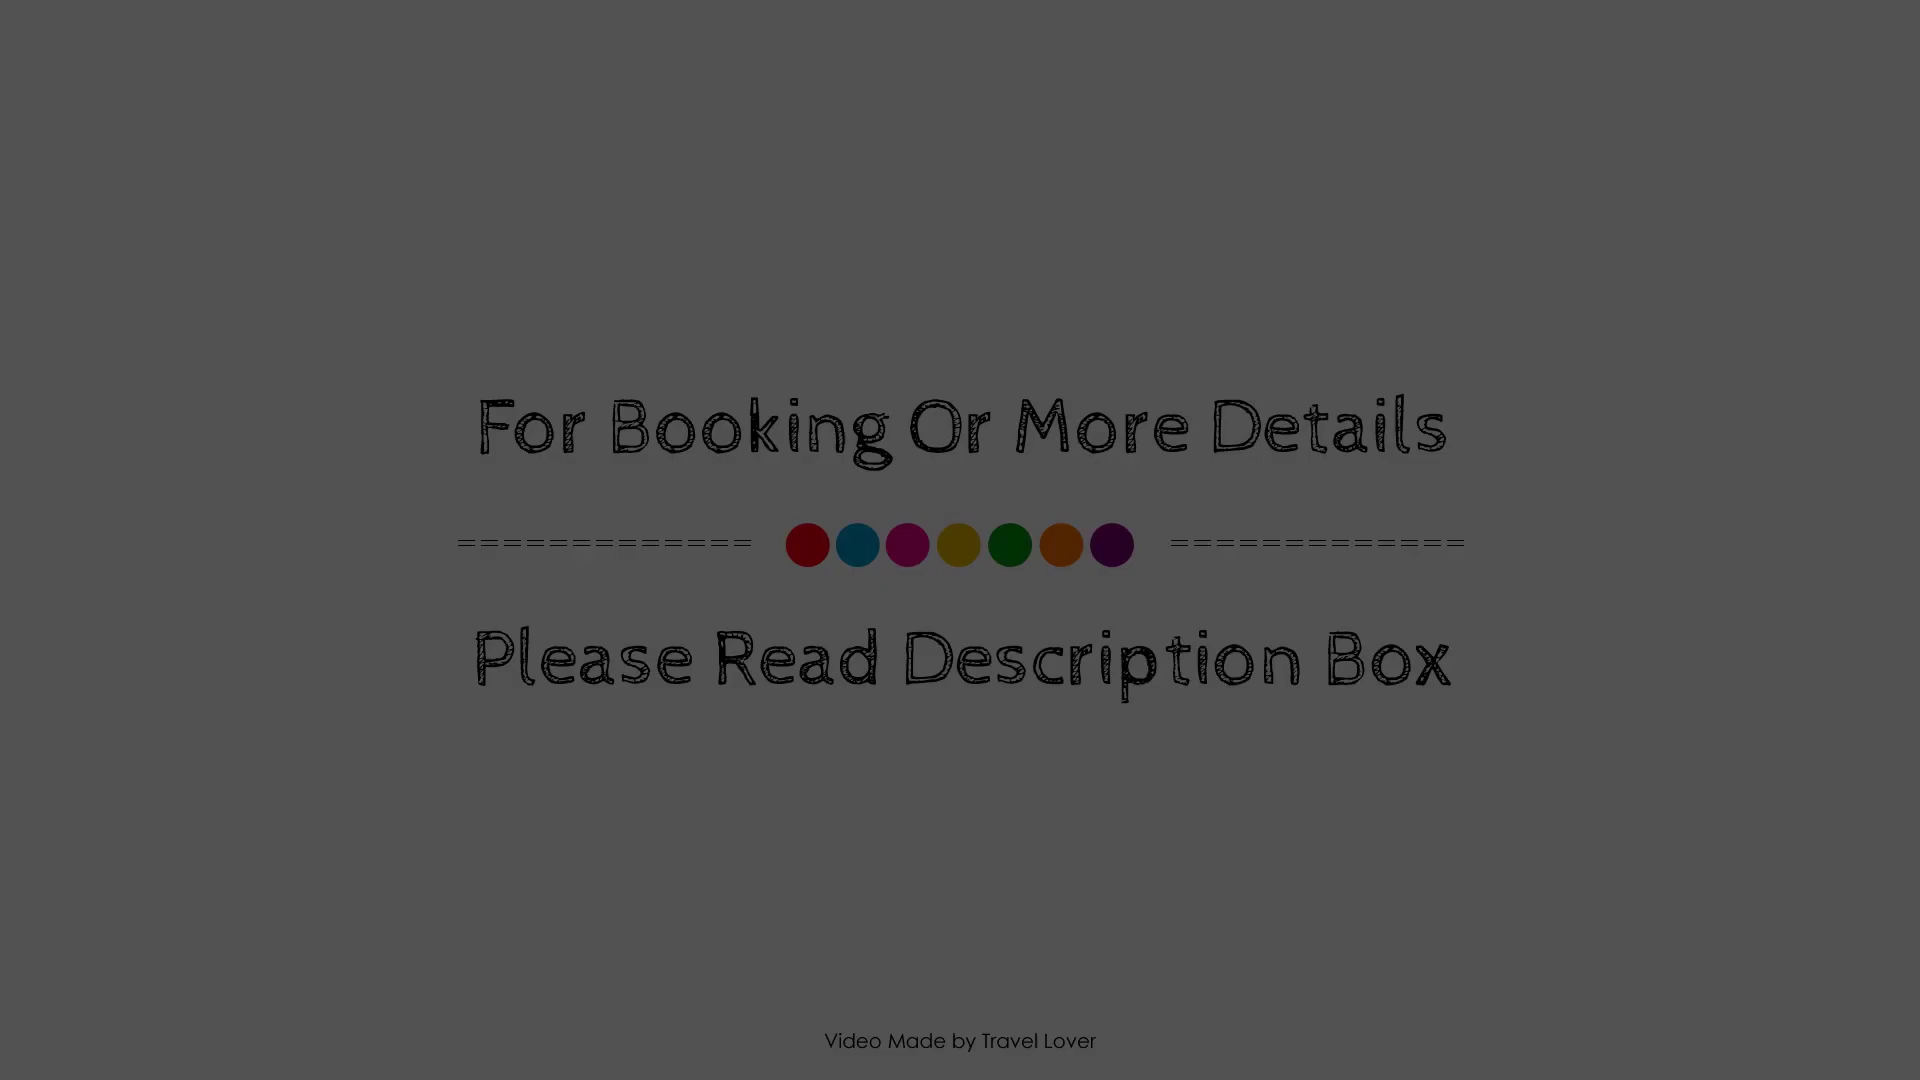 For Booking Or More Details
============= =============
Please Read Description Box
Video Made by Travel Lover